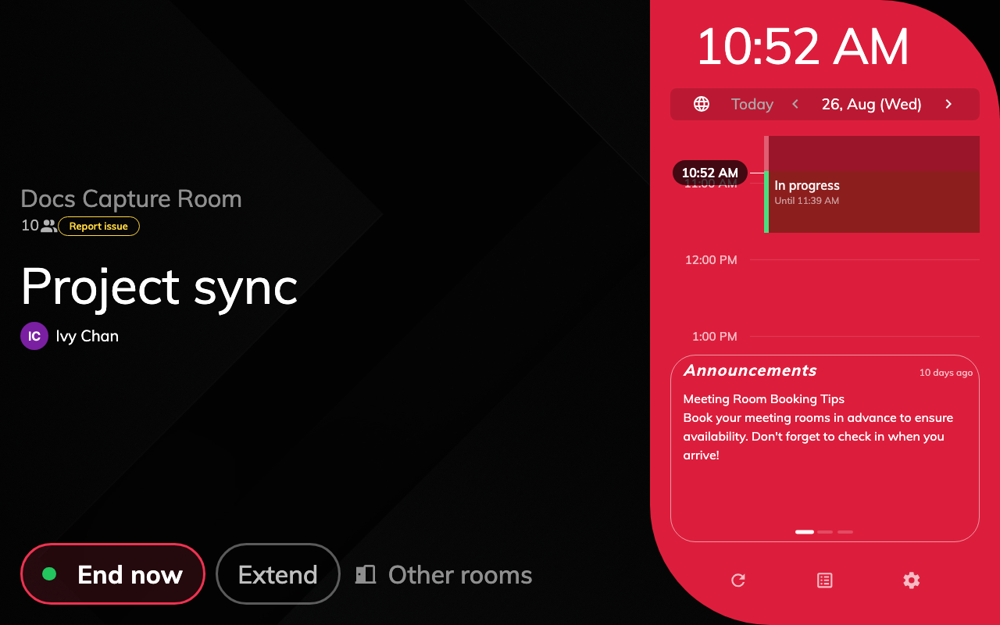 Docs Capture Room
10
Report issue
Project sync
IC
Ivy Chan
End now
Extend
Other rooms
10:52 AM
Today
26, Aug (Wed)
10:52 AM
11:00 AM
In progress
Until 11:39 AM
12:00 PM
1:00 PM
Announcements
10 days ago
Meeting Room Booking Tips
Book your meeting rooms in advance to ensure
availability. Don't forget to check in when you
arrive!